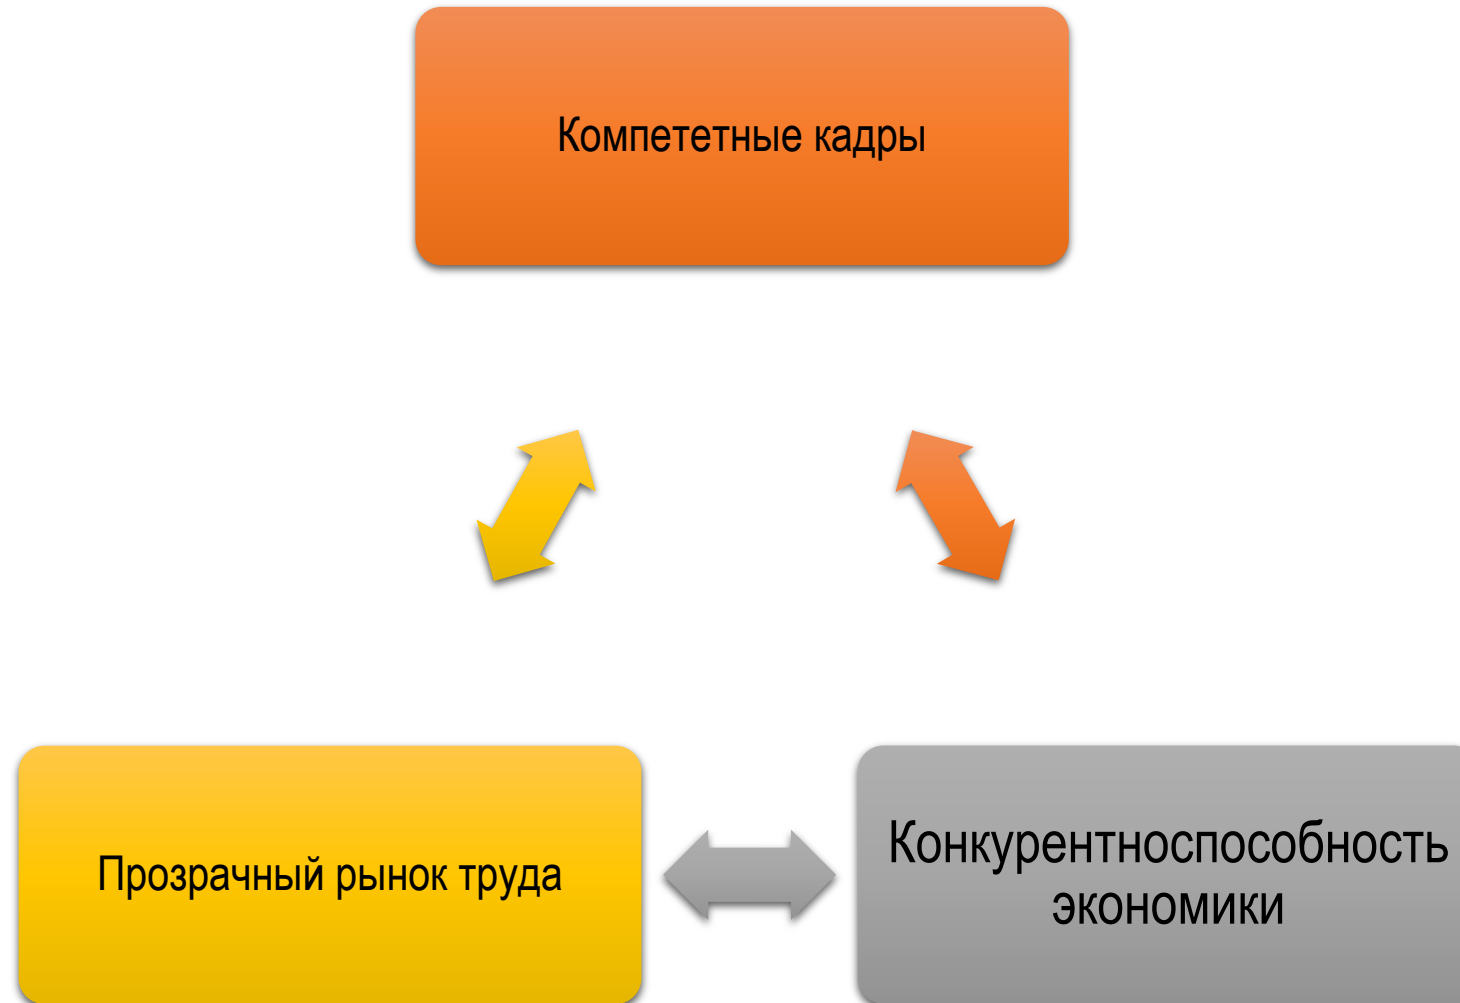 Компететные кадры
Прозрачный рынок труда
Конкурентноспособность
экономики